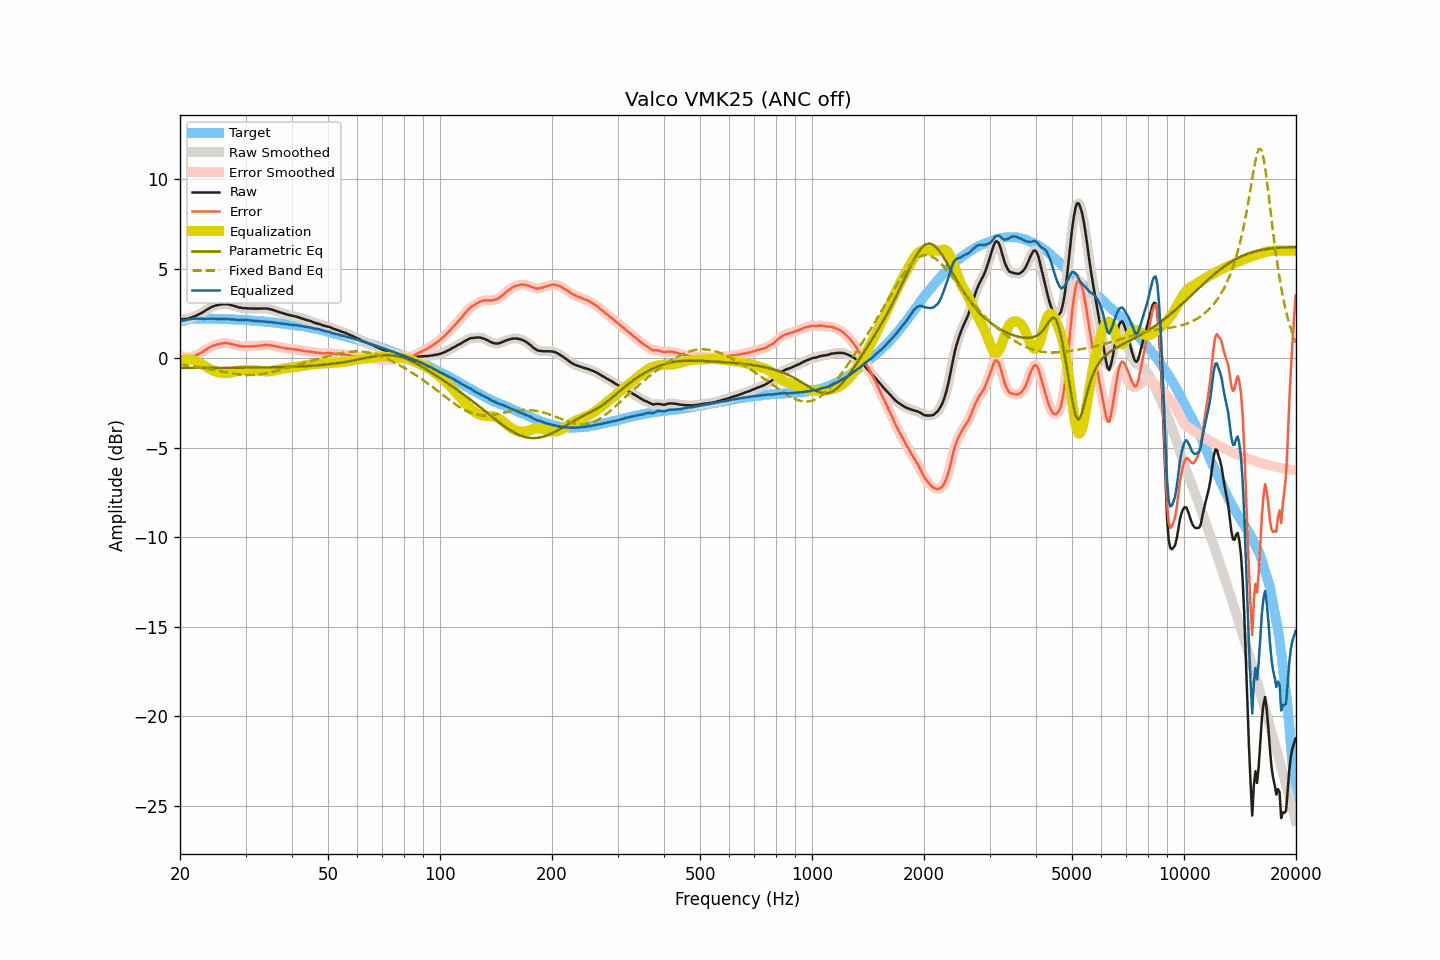 Valco VMK25 (ANC off)
Target
Raw Smoothed
Error Smoothed
Raw
Error
Equalization
Parametric Eq
Fixed Band Eq
Equalized
10
5
0
−5
−10
−15
−20
−25
Amplitude (dBr)
20 50 100 200 500 1000 2000 5000 10000 20000
Frequency (Hz)